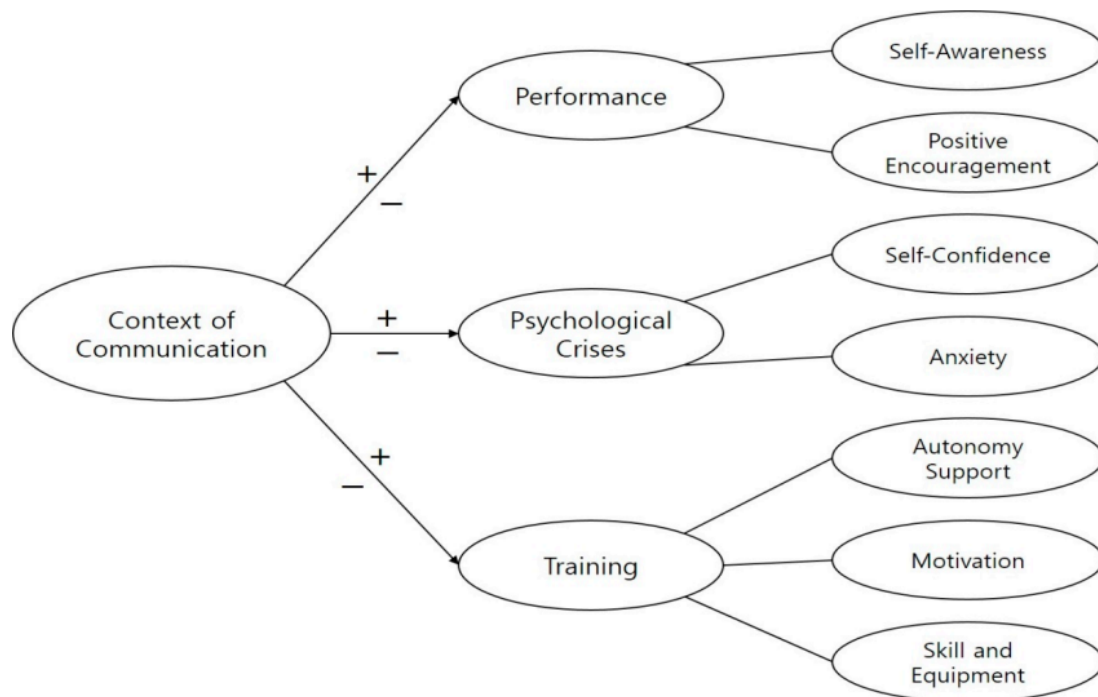 Self-Awareness
Performance
Positive
Encouragement
+
−
Self-Confidence
Context of
Communication
+
−
Psychological
Crises
Anxiety
Autonomy
Support
+
−
Training
Motivation
Skill and
Equipment